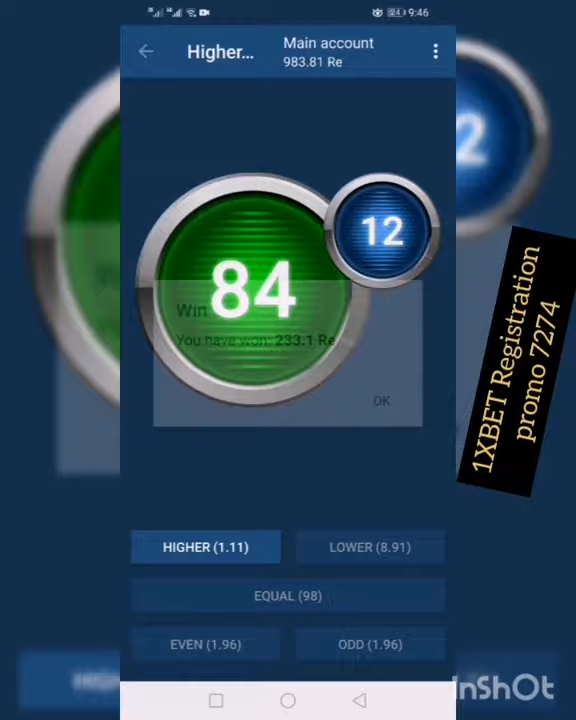 9:46
Higher...
Main account
983.81 Re
84
12
Win
You have won: 233.1 Re
OK
1XBET Registration
promo 7274
HIGHER (1.11)
LOWER (8.91)
EQUAL (98)
EVEN (1.96)
ODD (1.96)
InShOt